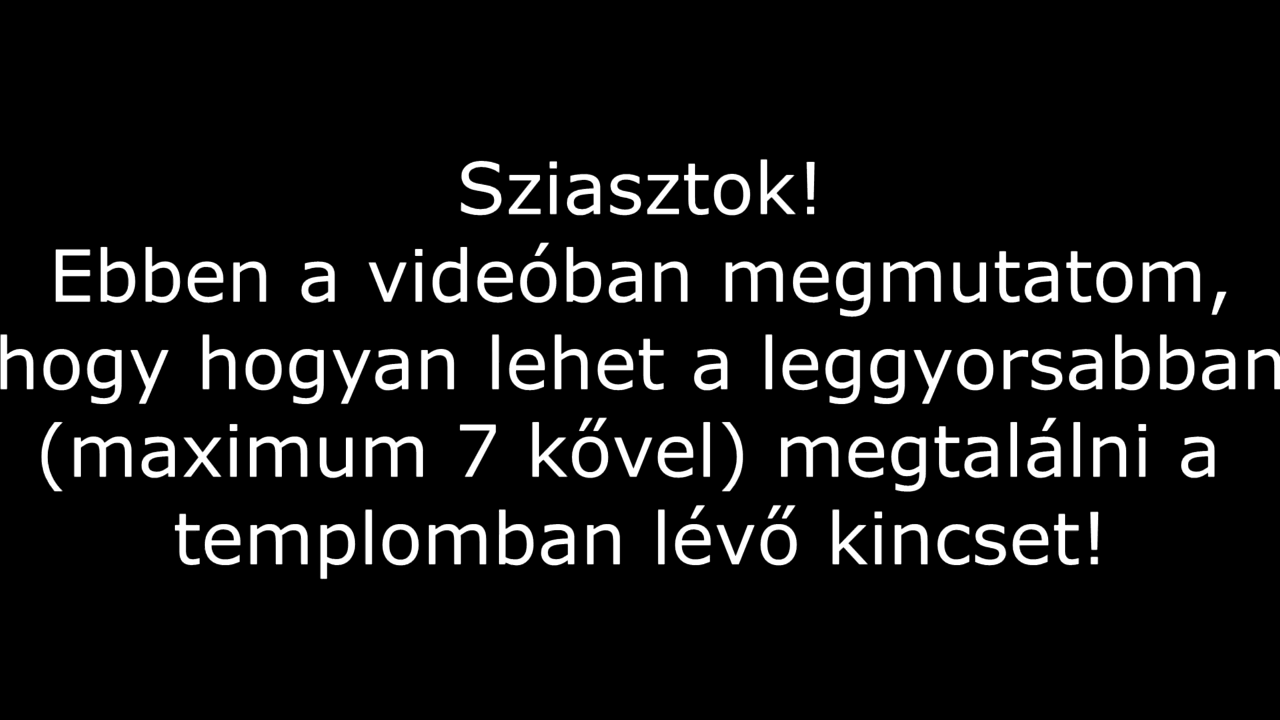 Sziasztok!
Ebben a videóban megmutatom,
hogy hogyan lehet a leggyorsabban
(maximum 7 kővel) megtalálni a
templomban lévő kincset!